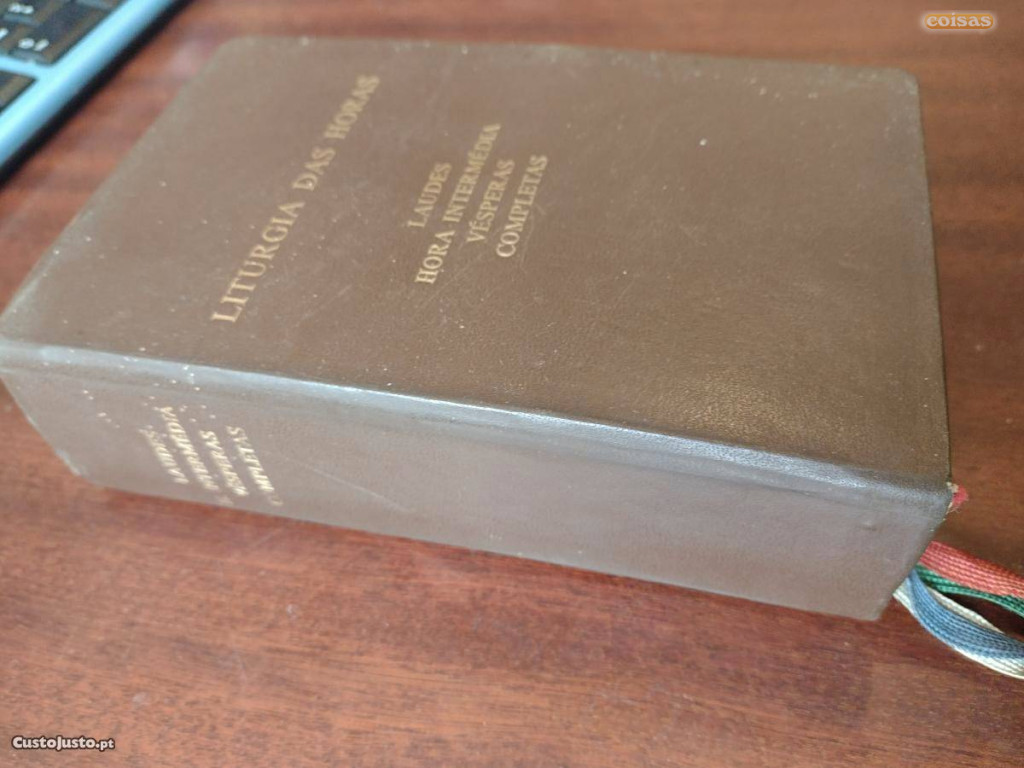 LITURGIA DAS HORAS
LAUDES
HORA INTERMÉDIA
VÉSPERAS
COMPLETAS
LAUDES
H. INTERMÉDIA
VÉSPERAS
COMPLETAS
coisas
CustoJusto.pt